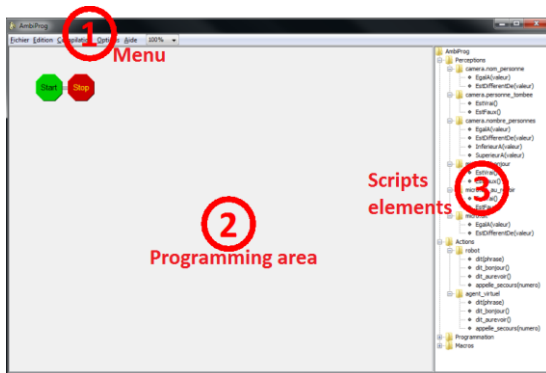 AmbiProg
Fichier Edition Compilation Options Aide 100%
1
Menu
Start Stop
2
Programming area
Scripts
elements
3
AmbiProg
Perceptions
camera.nom_personne
EgalA(valeur)
EstDifferentDe(valeur)
camera.personne_tombee
EstVrai()
EstFaux()
camera.nombre_personnes
EgalA(valeur)
EstDifferentDe(valeur)
InferieurA(valeur)
SuperieurA(valeur)
EstVrai()
EgalA(valeur)
EstDifferentDe(valeur)
Actions
robot
dit(phrase)
dit_bonjour()
dit_aurevoir()
appelle_secours(numero)
agent_virtuel
dit(phrase)
dit_bonjour()
dit_aurevoir()
appelle_secours(numero)
Programmation
Macros